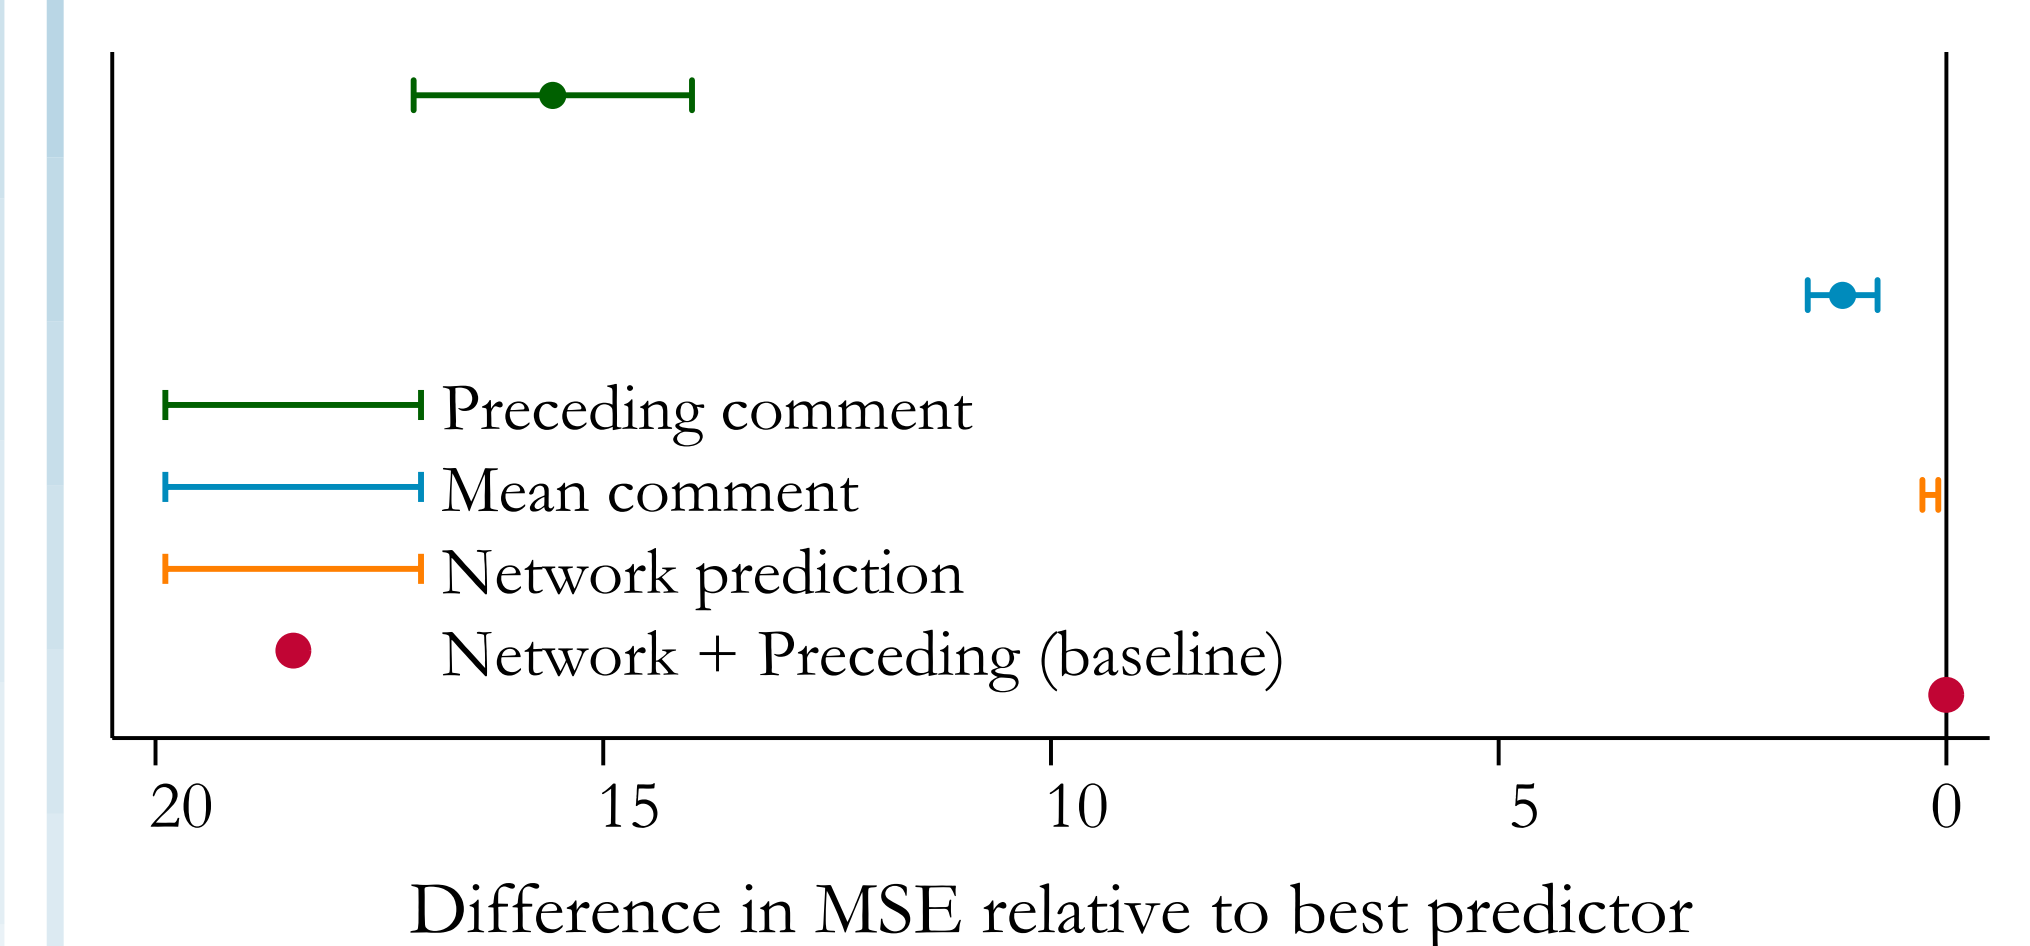 Preceding comment
Mean comment
Network prediction
Network + Preceding (baseline)
20 15 10 5 0
Difference in MSE relative to best predictor